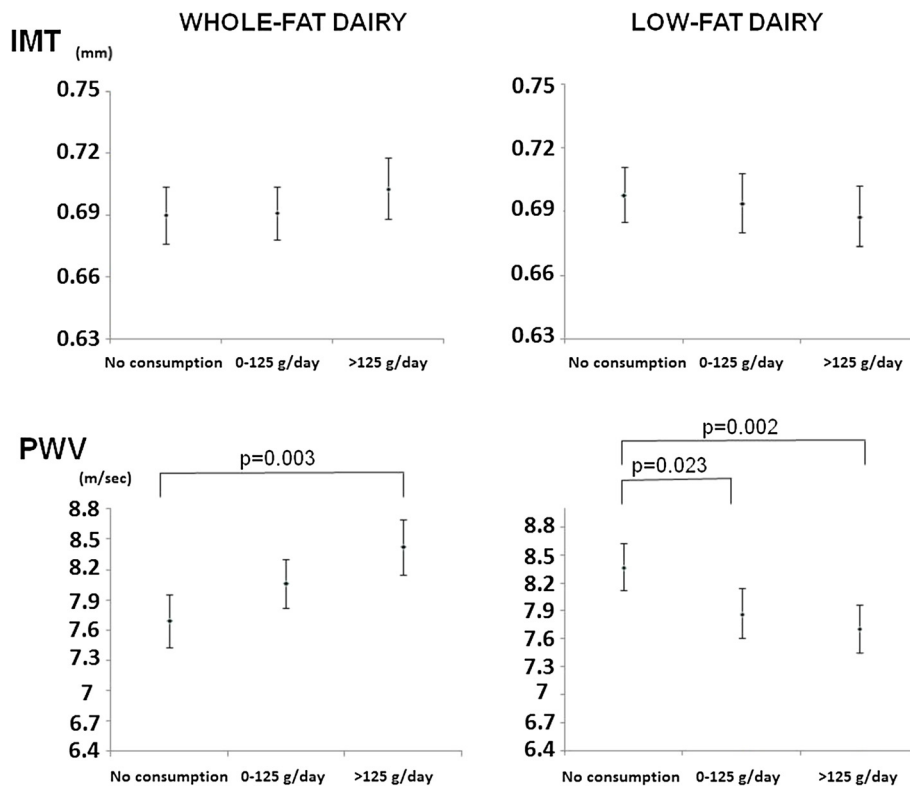 WHOLE-FAT DAIRY
LOW-FAT DAIRY
IMT (mm)
0.75
0.72
0.69
0.66
0.63
No consumption 0-125 g/day >125 g/day
0.75
0.72
0.69
0.66
0.63
No consumption 0-125 g/day >125 g/day
PWV
(m/sec)
p=0.003
8.8
8.5
8.2
7.9
7.6
7.3
7
6.7
6.4
No consumption 0-125 g/day >125 g/day
p=0.002
p=0.023
8.8
8.5
8.2
7.9
7.6
7.3
7
6.7
6.4
No consumption 0-125 g/day >125 g/day